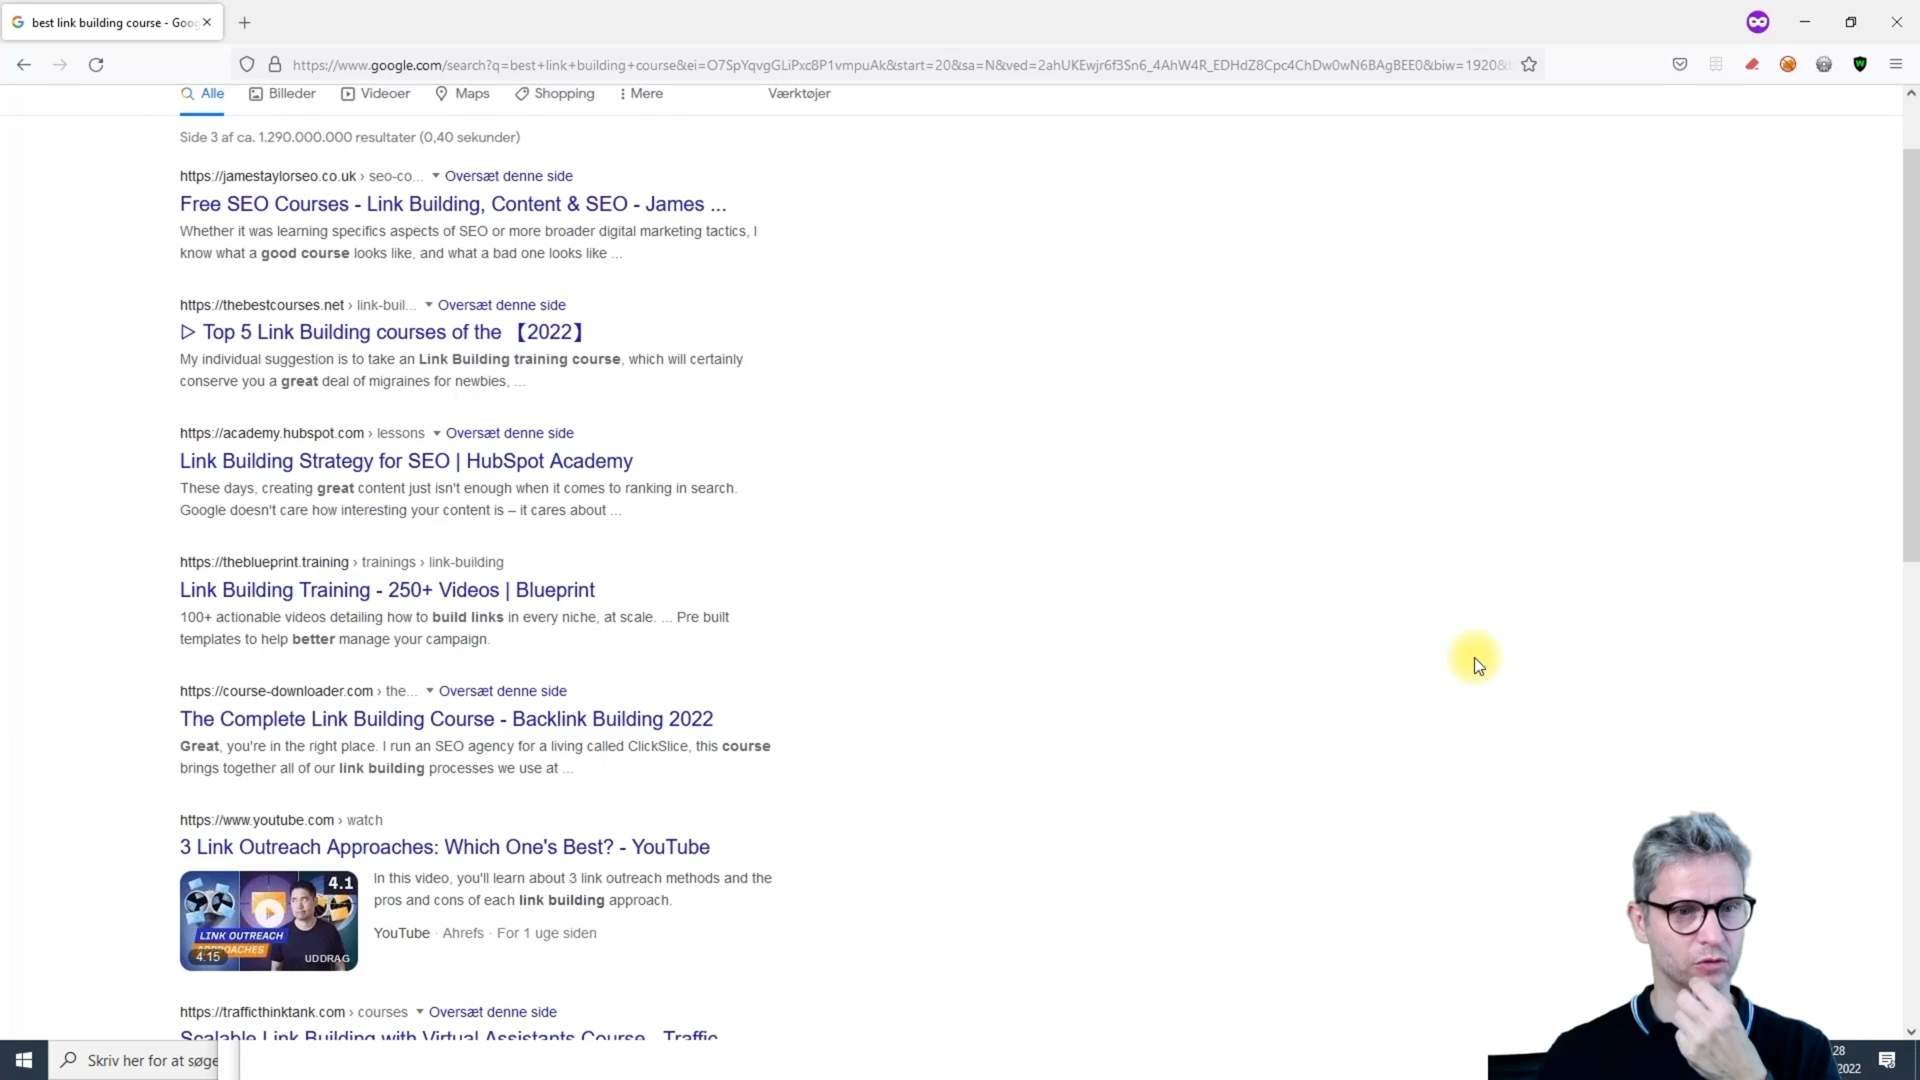 best link building course - Goo
https://www.google.com/search?q=best+link+building+course&ei=O7SpYqvgGLiPxc8P1vmpuAk&start=20&sa=N&ved=2ahUKEwjr6f3Sn6_4AhW4R_EDHdZ8Cpc4ChDw0wN6BAgBEE0&biw=1920&
Alle Billeder Videoer Maps Shopping Mere Værktøjer
Side 3 af ca. 1.290.000.000 resultater (0,40 sekunder)
https://jamestaylorseo.co.uk › seo-co... Oversæt denne side
Free SEO Courses - Link Building, Content & SEO - James ...
Whether it was learning specifics aspects of SEO or more broader digital marketing tactics, I
know what a good course looks like, and what a bad one looks like ...
https://thebestcourses.net › link-buil... Oversæt denne side
▷ Top 5 Link Building courses of the 【2022】
My individual suggestion is to take an Link Building training course, which will certainly
conserve you a great deal of migraines for newbies, ...
https://academy.hubspot.com › lessons Oversæt denne side
Link Building Strategy for SEO | HubSpot Academy
These days, creating great content just isn't enough when it comes to ranking in search.
Google doesn't care how interesting your content is – it cares about ...
https://theblueprint.training › trainings › link-building
Link Building Training - 250+ Videos | Blueprint
100+ actionable videos detailing how to build links in every niche, at scale. ... Pre built
templates to help better manage your campaign.
https://course-downloader.com › the... Oversæt denne side
The Complete Link Building Course - Backlink Building 2022
Great, you're in the right place. I run an SEO agency for a living called ClickSlice, this course
brings together all of our link building processes we use at ...
https://www.youtube.com › watch
3 Link Outreach Approaches: Which One's Best? - YouTube
4.1
LINK OUTREACH
APPROACHES
4:15 UDDRAG
In this video, you'll learn about 3 link outreach methods and the
pros and cons of each link building approach.
YouTube · Ahrefs · For 1 uge siden
https://trafficthinktank.com › courses Oversæt denne side
Scalable Link Building with Virtual Assistants Course - Traffic
Skriv her for at søge
28
2022